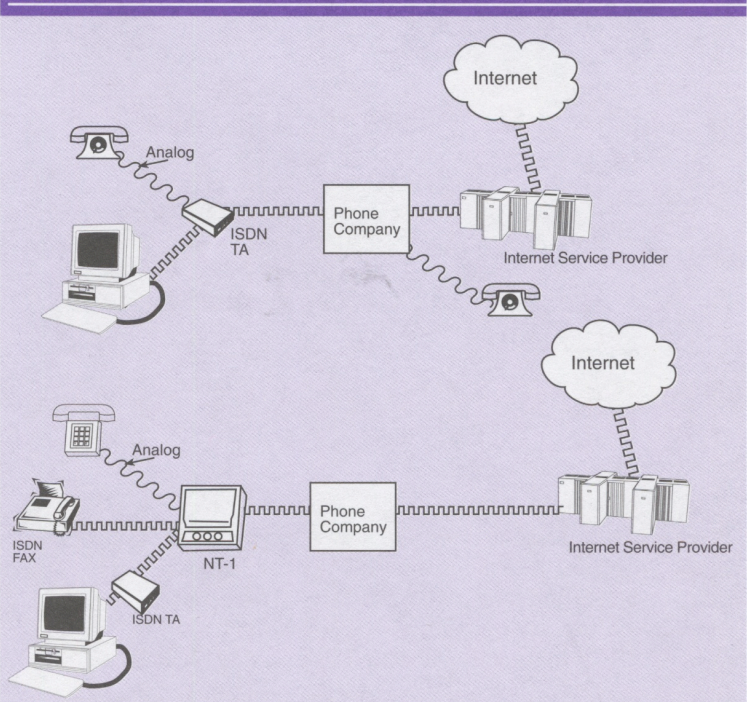 Internet
Analog
ISDN
TA
Phone
Company
Internet Service Provider
Internet
Analog
ISDN
FAX
NT-1
Phone
Company
Internet Service Provider
ISDN TA